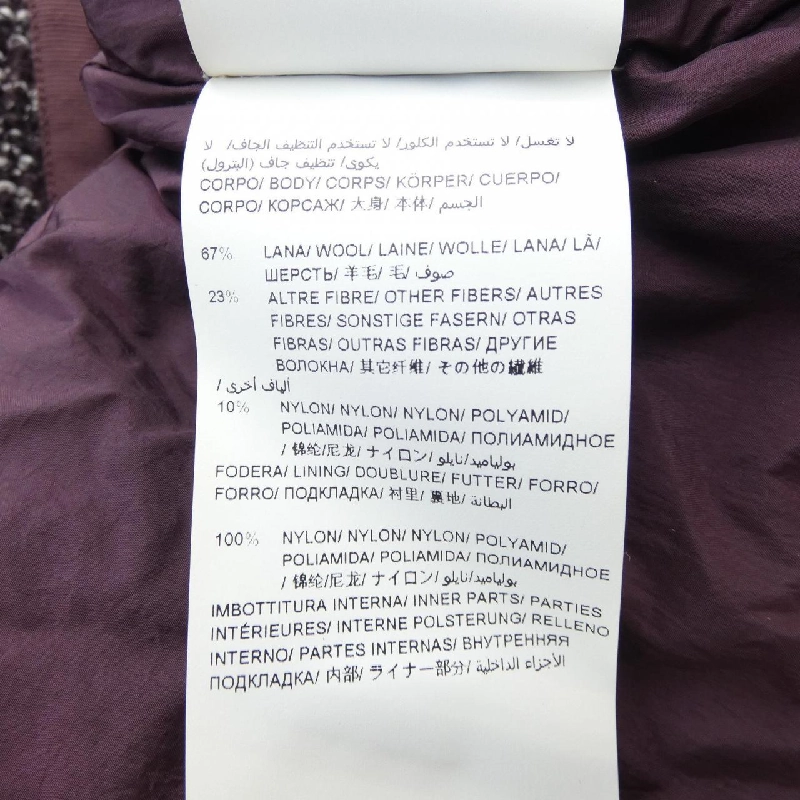 لا تغسل/ لا تستخدم الكلور/ لا تستخدم التنظيف الجاف/ لا
يكوى/ تنظيف جاف (البترول)
CORPO/ BODY/ CORPS/ KÖRPER/ CUERPO/
CORPO/ КОРСАЖ/ 大身/ 本体/ الجسم
67% LANA/ WOOL/ LAINE/ WOLLE/ LANA/ LÃ/
ШЕРСТЬ/ 羊毛/ 毛/ صوف
23% ALTRE FIBRE/ OTHER FIBERS/ AUTRES
FIBRES/ SONSTIGE FASERN/ OTRAS
FIBRAS/ OUTRAS FIBRAS/ ДРУГИЕ
ВОЛОКНА/ 其它纤维/ その他の繊維
/ ألياف أخرى
10% NYLON/ NYLON/ NYLON/ POLYAMID/
POLIAMIDA/ POLIAMIDA/ ПОЛИАМИДНОЕ
/ 锦纶/尼龙/ ナイロン/ بولياميد/نايلو
FODERA/ LINING/ DOUBLURE/ FUTTER/ FORRO/
FORRO/ ПОДКЛАДКА/ 衬里/ 裏地/ البطانة
100% NYLON/ NYLON/ NYLON/ POLYAMID/
POLIAMIDA/ POLIAMIDA/ ПОЛИАМИДНОЕ
/ 锦纶/尼龙/ ナイロン/ بولياميد/نايلو
IMBOTTITURA INTERNA/ INNER PARTS/ PARTIES
INTÉRIEURES/ INTERNE POLSTERUNG/ RELLENO
INTERNO/ PARTES INTERNAS/ ВНУТРЕННЯЯ
ПОДКЛАДКА/ 内部/ ライナー部分/ الأجزاء الداخلية